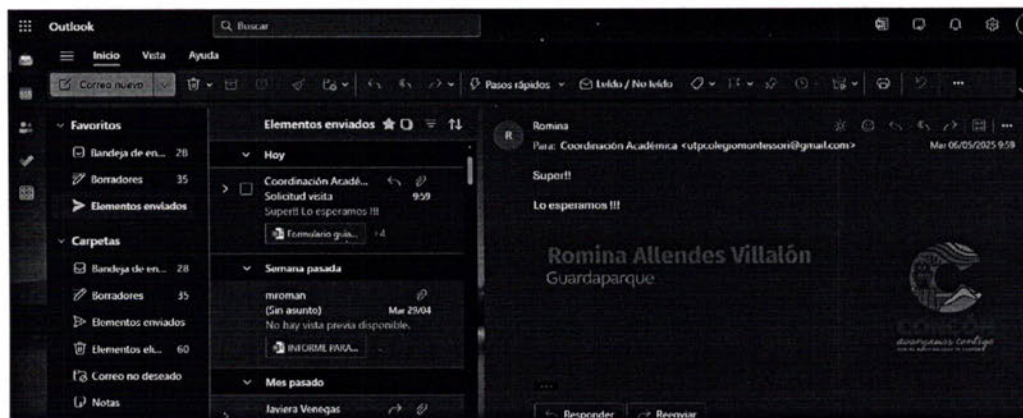 Outlook
Buscar
Inicio Vista Ayuda
Correo nuevo
Pasos rápidos
Leído / No leído
Favoritos
Bandeja de en... 28
Borradores 35
Elementos enviados
Carpetas
Bandeja de en... 28
Borradores 35
Elementos enviados
Elementos eli... 60
Correo no deseado
Notas
Elementos enviados
Hoy
Coordinación Acadé...
Solicitud visita 9:59
Super!! Lo esperamos !!!
Formulario guia... +4
Semana pasada
mroman
(Sin asunto) Mar 29/04
No hay vista previa disponible.
INFORME PARA...
Mes pasado
Javiera Venegas
R
Romina
Para: Coordinación Académica <utpcolegiomontessori@gmail.com>
Mar 06/05/2025 9:59
Super!!
Lo esperamos !!!
Romina Allendes Villalón
Guardaparque
CONCÓN
avanzamos contigo
Responder Reenviar